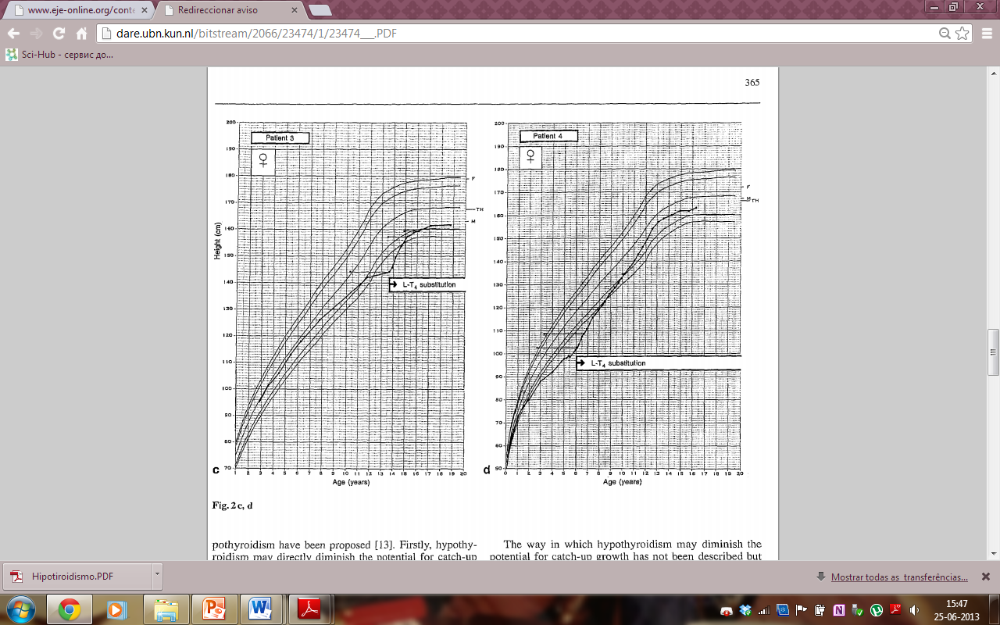 www.eje-online.org/conte
Redireccionar aviso
dare.ubn.kun.nl/bitstream/2066/23474/1/23474__.PDF
Sci-Hub - сервис до...
365
200
190
180
170
160
150
140
130
120
110
100
90
80
70
Height (cm)
Patient 3
♀
F
TH
M
L-T4 substitution
1 2 3 4 5 6 7 8 9 10 11 12 13 14 15 16 17 18 19 20
Age (years)
c
200
190
180
170
160
150
140
130
120
110
100
90
80
70
60
50
Patient 4
♀
F
M TH
L-T4 substitution
0 1 2 3 4 5 6 7 8 9 10 11 12 13 14 15 16 17 18 19 20
Age (years)
d
Fig. 2 c, d
pothyroidism have been proposed [13]. Firstly, hypothy-
roidism may directly diminish the potential for catch-up
The way in which hypothyroidism may diminish the
potential for catch-up growth has not been described but
Hipotiroidismo.PDF
Mostrar todas as transferências...
15:47
25-06-2013